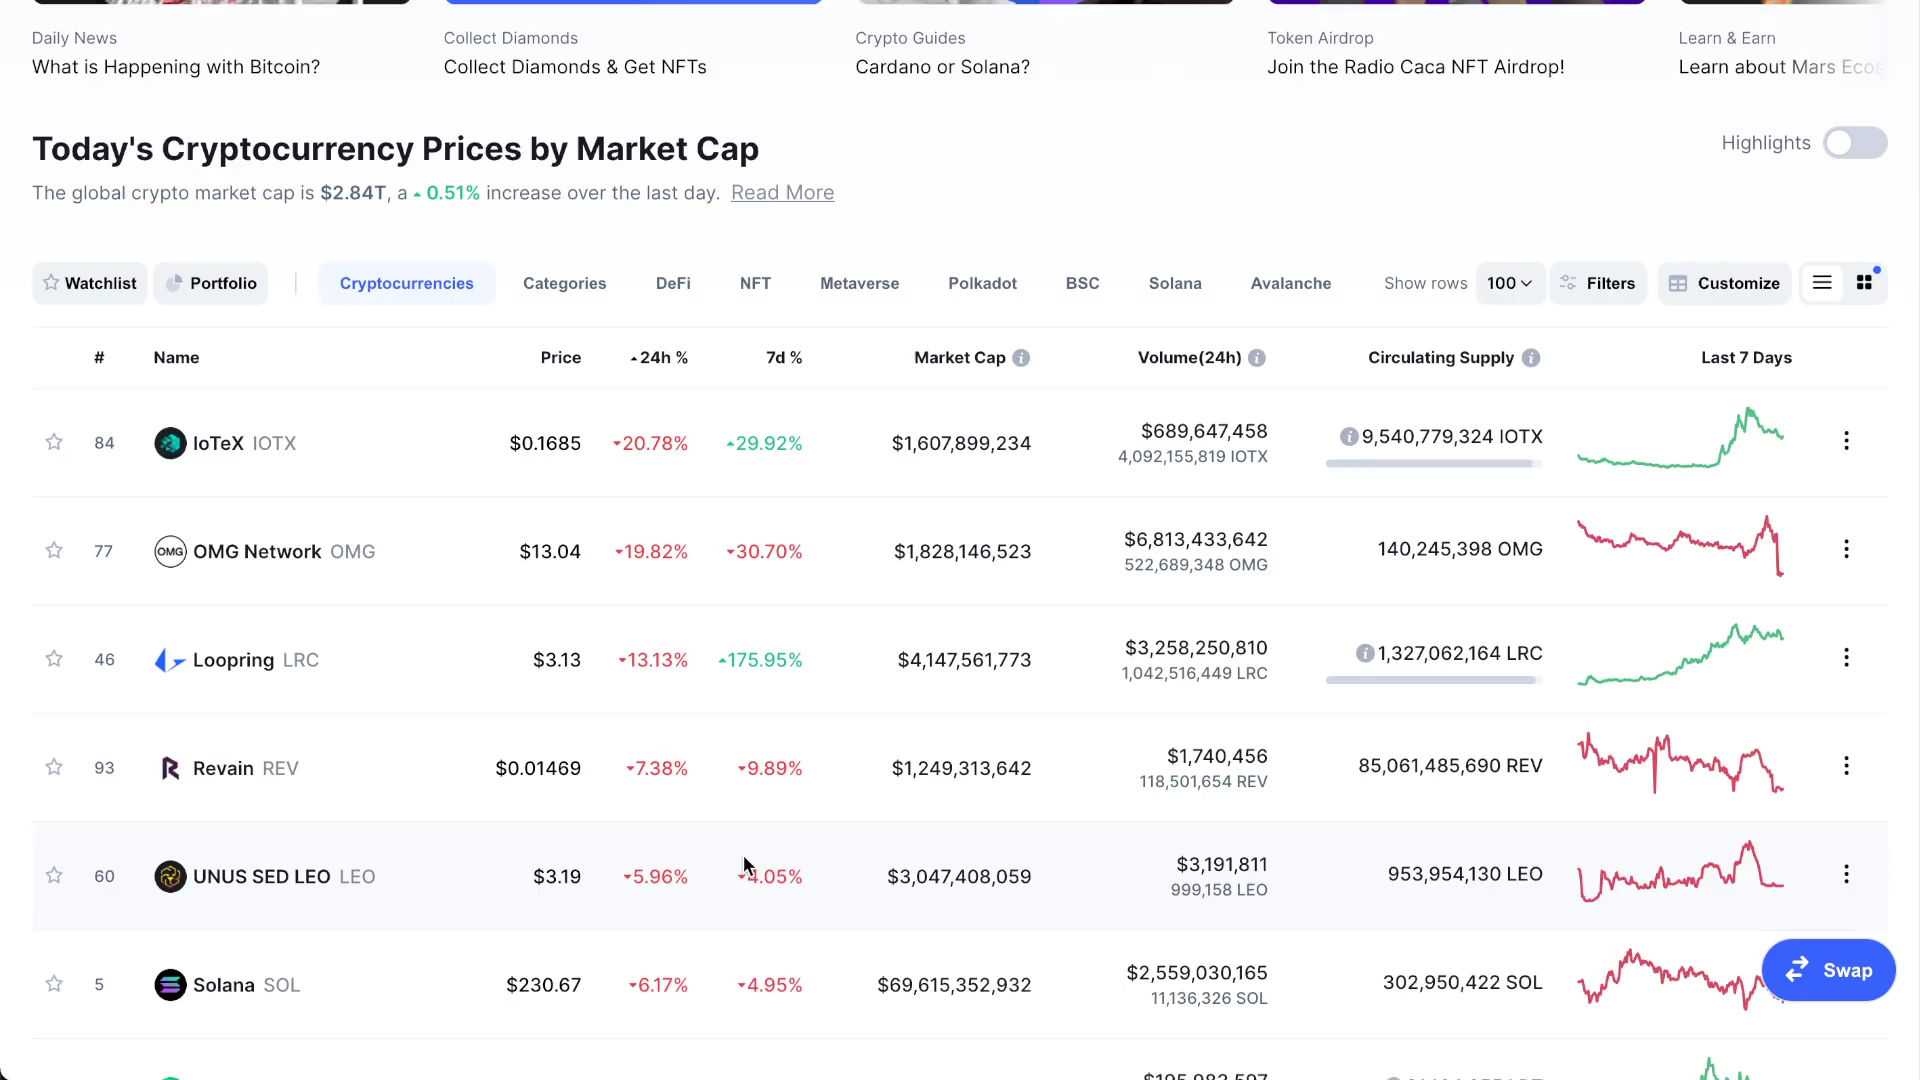 Daily News
What is Happening with Bitcoin?
Collect Diamonds
Collect Diamonds & Get NFTs
Crypto Guides
Cardano or Solana?
Token Airdrop
Join the Radio Caca NFT Airdrop!
Learn & Earn
Learn about Mars Ecos
Today's Cryptocurrency Prices by Market Cap
Highlights
The global crypto market cap is $2.84T, a 0.51% increase over the last day. Read More
Watchlist Portfolio Cryptocurrencies Categories DeFi NFT Metaverse Polkadot BSC Solana Avalanche Show rows 100 Filters Customize
# Name Price 24h % 7d % Market Cap Volume(24h) Circulating Supply Last 7 Days
84 IoTeX IOTX $0.1685 20.78% 29.92% $1,607,899,234 $689,647,458 9,540,779,324 IOTX
4,092,155,819 IOTX
77 OMG OMG Network OMG $13.04 19.82% 30.70% $1,828,146,523 $6,813,433,642 140,245,398 OMG
522,689,348 OMG
46 Loopring LRC $3.13 13.13% 175.95% $4,147,561,773 $3,258,250,810 1,327,062,164 LRC
1,042,516,449 LRC
93 Revain REV $0.01469 7.38% 9.89% $1,249,313,642 $1,740,456 85,061,485,690 REV
118,501,654 REV
60 UNUS SED LEO LEO $3.19 5.96% 4.05% $3,047,408,059 $3,191,811 953,954,130 LEO
999,158 LEO
5 Solana SOL $230.67 6.17% 4.95% $69,615,352,932 $2,559,030,165 302,950,422 SOL
11,136,326 SOL
Swap